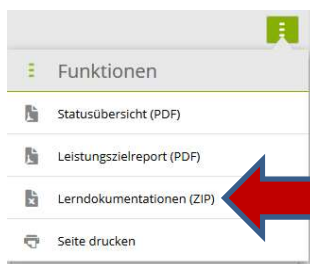 Funktionen
Statusübersicht (PDF)
Leistungszielreport (PDF)
Lerndokumentationen (ZIP)
Seite drucken